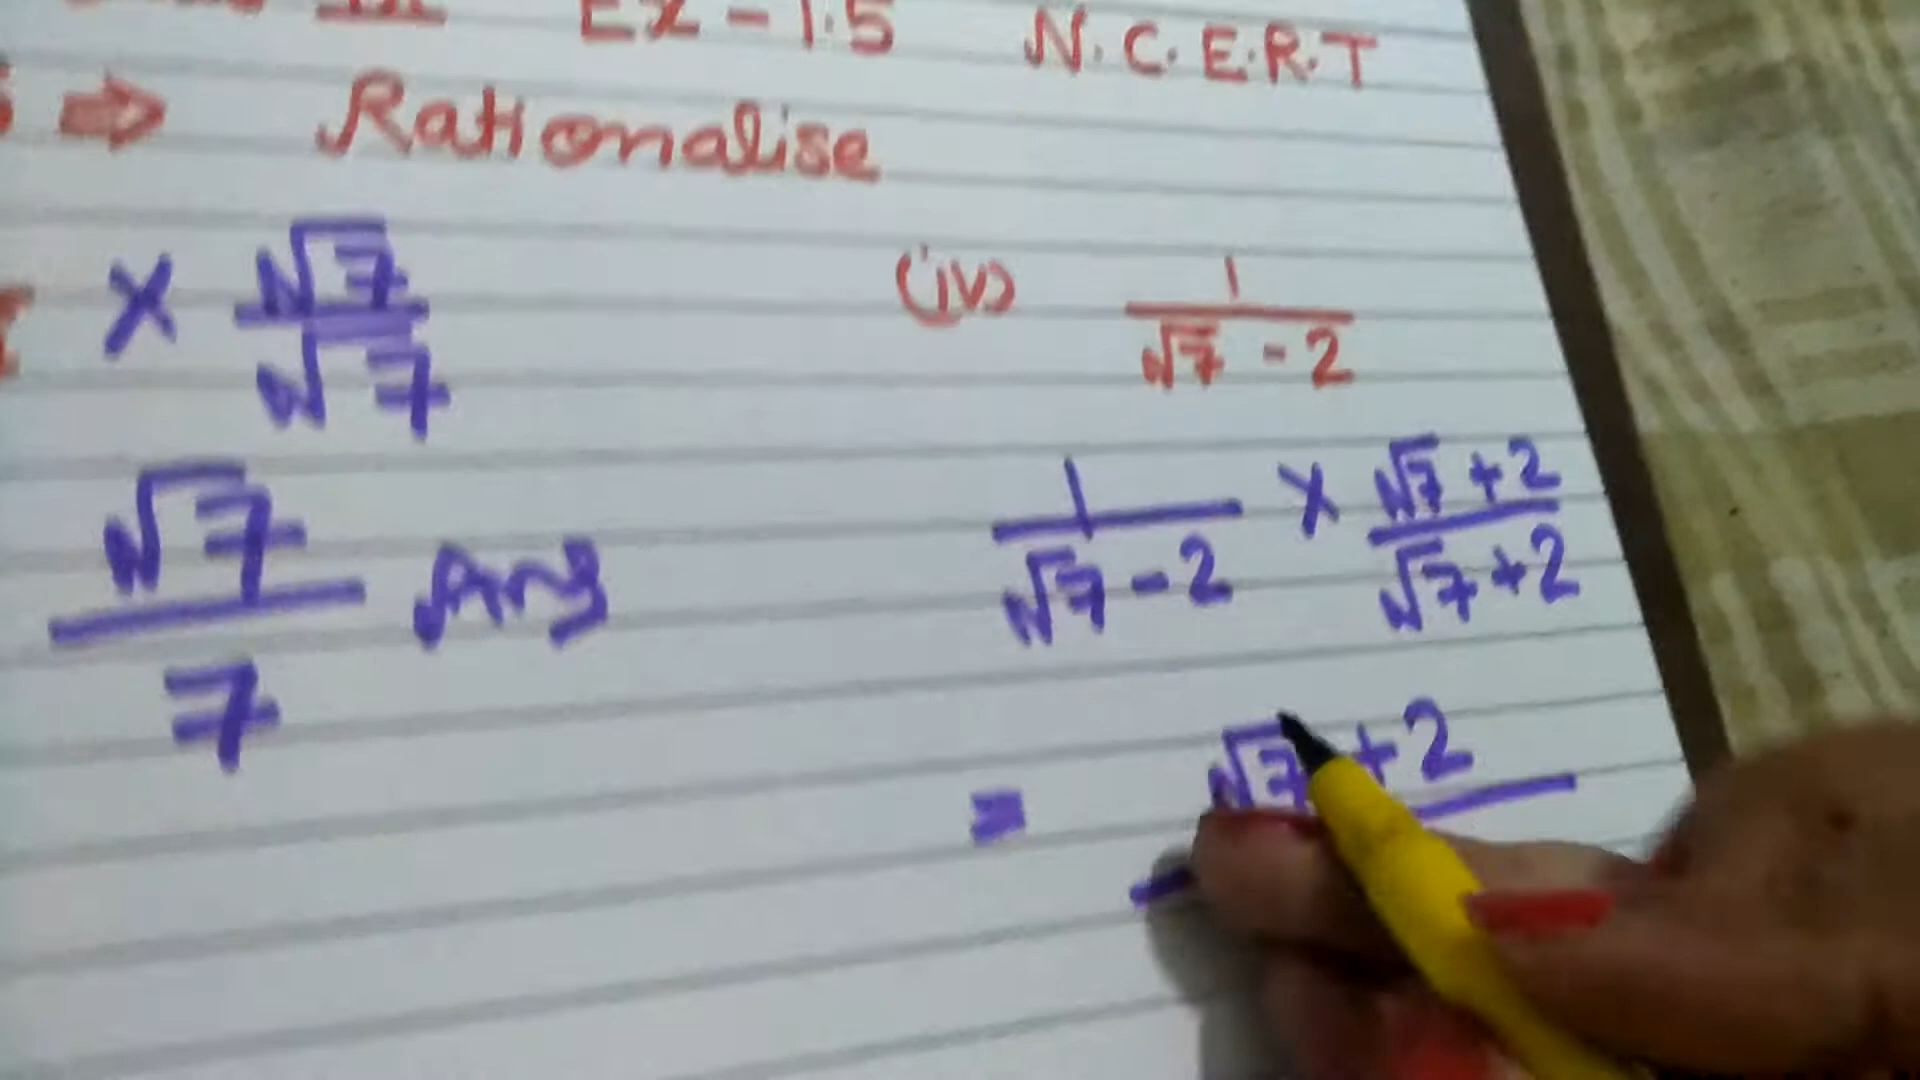 Ex - 1.5 N.C.E.R.T
⇒ Rationalise
× √7/√7
√7/7 Ans
(iv) 1/(√7 - 2)
1/(√7 - 2) × (√7 + 2)/(√7 + 2)
= √7 + 2